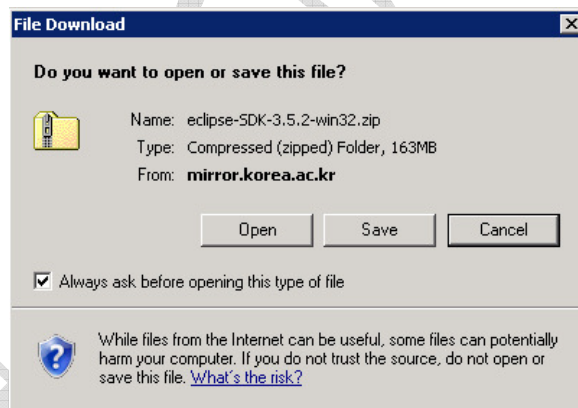 File Download
Do you want to open or save this file?
Name: eclipse-SDK-3.5.2-win32.zip
Type: Compressed (zipped) Folder, 163MB
From: mirror.korea.ac.kr
Open Save Cancel
Always ask before opening this type of file
While files from the Internet can be useful, some files can potentially
harm your computer. If you do not trust the source, do not open or
save this file. What's the risk?